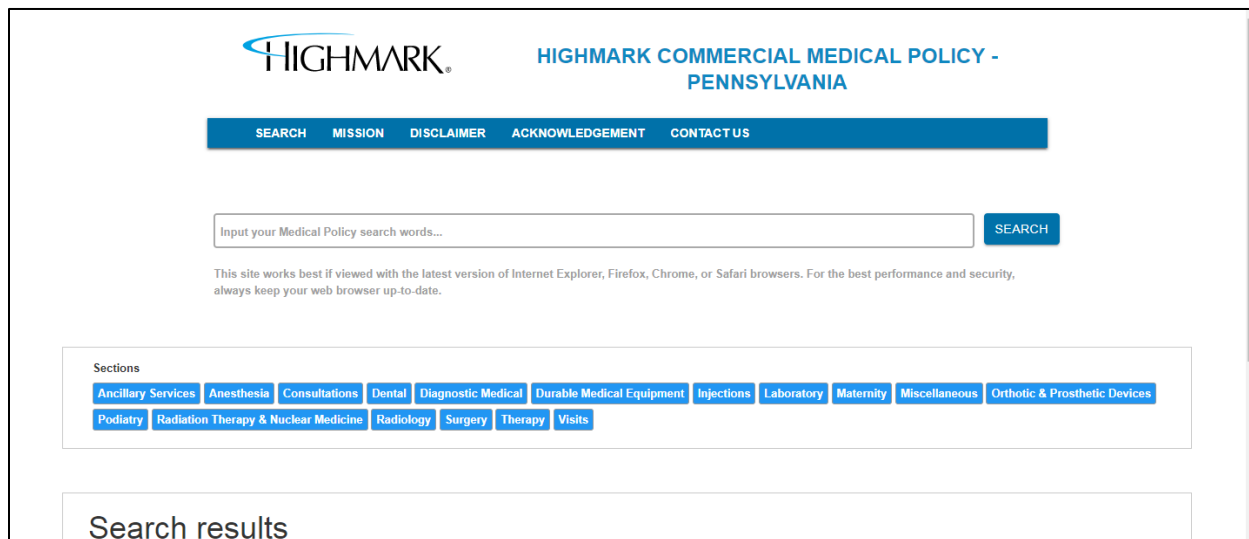 HIGHMARK®
HIGHMARK COMMERCIAL MEDICAL POLICY -
PENNSYLVANIA
SEARCH MISSION DISCLAIMER ACKNOWLEDGEMENT CONTACT US
Input your Medical Policy search words...
SEARCH
This site works best if viewed with the latest version of Internet Explorer, Firefox, Chrome, or Safari browsers. For the best performance and security,
always keep your web browser up-to-date.
Sections
Ancillary Services Anesthesia Consultations Dental Diagnostic Medical Durable Medical Equipment Injections Laboratory Maternity Miscellaneous Orthotic & Prosthetic Devices
Podiatry Radiation Therapy & Nuclear Medicine Radiology Surgery Therapy Visits
Search results